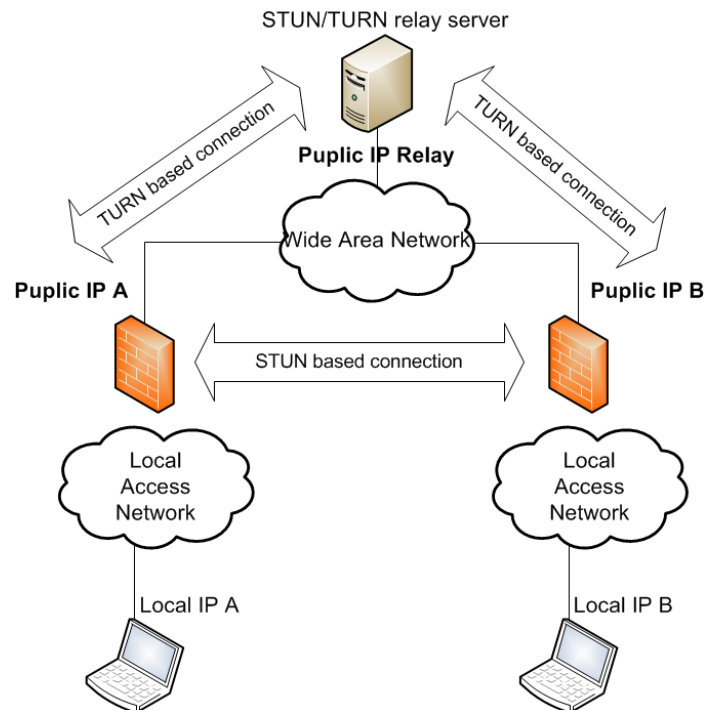 STUN/TURN relay server
TURN based connection
TURN based connection
Puplic IP Relay
Wide Area Network
Puplic IP A
Puplic IP B
STUN based connection
Local
Access
Network
Local
Access
Network
Local IP A
Local IP B